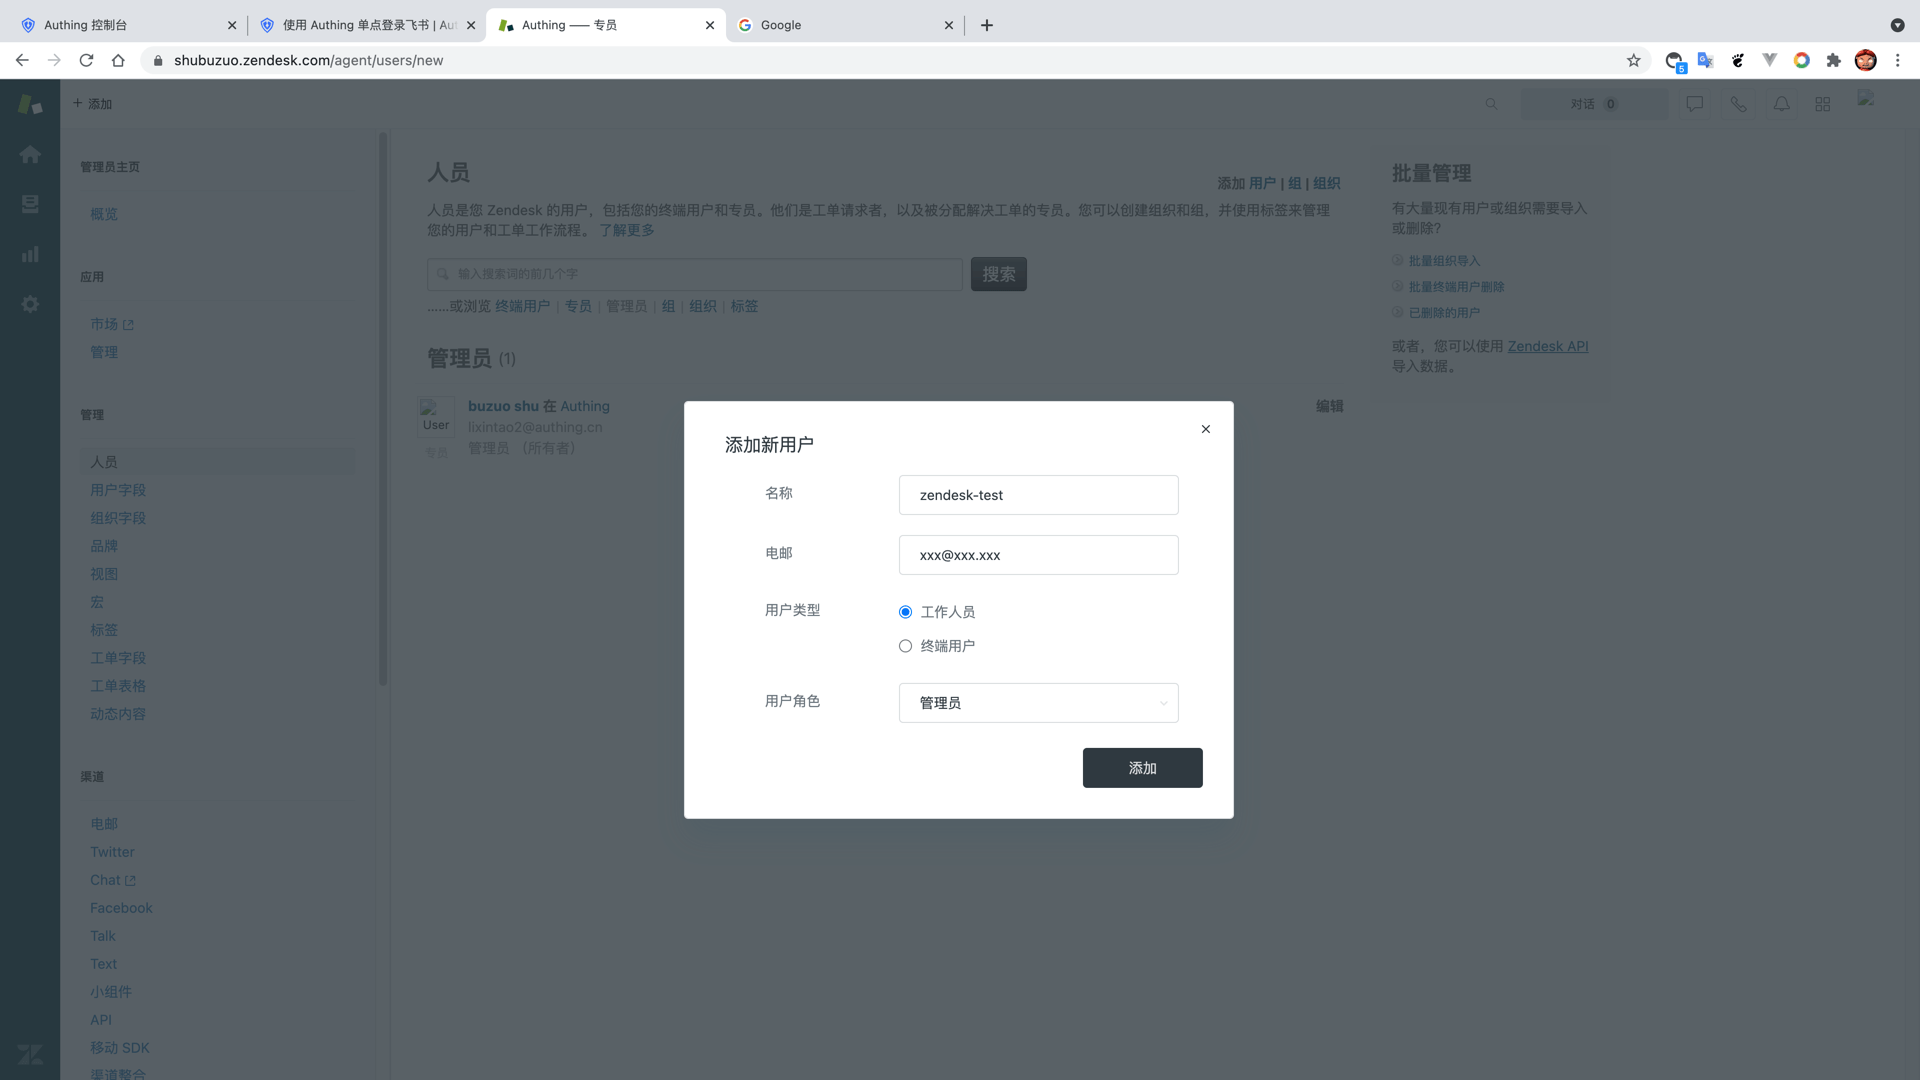 Authing 控制台
使用 Authing 单点登录飞书 | Aut
Authing —— 专员
Google
shubuzuo.zendesk.com/agent/users/new
5
+ 添加
对话 0
管理员主页
概览
应用
市场
管理
管理
人员
用户字段
组织字段
品牌
视图
宏
标签
工单字段
工单表格
动态内容
渠道
电邮
Twitter
Chat
Facebook
Talk
Text
小组件
API
移动 SDK
渠道整合
人员
添加 用户 | 组 | 组织
人员是您 Zendesk 的用户，包括您的终端用户和专员。他们是工单请求者，以及被分配解决工单的专员。您可以创建组织和组，并使用标签来管理
您的用户和工单工作流程。 了解更多
输入搜索词的前几个字
搜索
......或浏览 终端用户 | 专员 | 管理员 | 组 | 组织 | 标签
管理员 (1)
User
专员
buzuo shu 在 Authing
lixintao2@authing.cn
管理员 （所有者）
编辑
批量管理
有大量现有用户或组织需要导入
或删除？
批量组织导入
批量终端用户删除
已删除的用户
或者，您可以使用 Zendesk API
导入数据。
添加新用户
名称
zendesk-test
电邮
xxx@xxx.xxx
用户类型
工作人员
终端用户
用户角色
管理员
添加